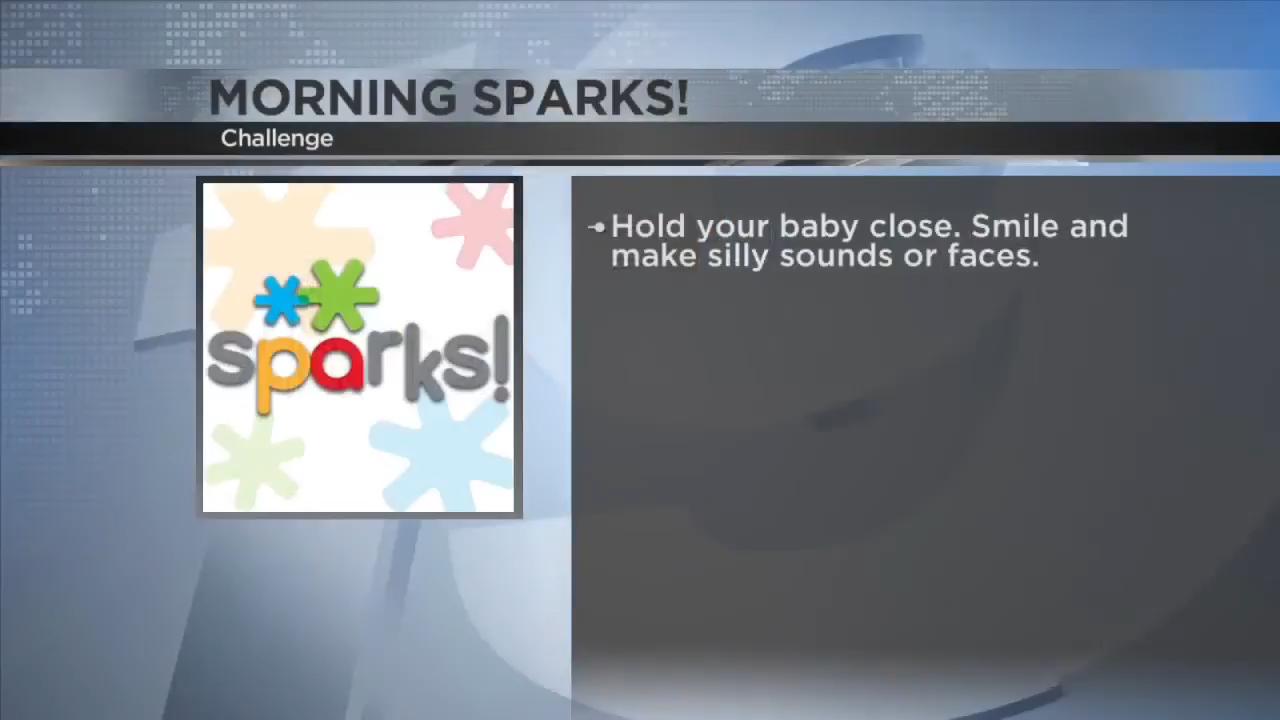 MORNING SPARKS!
Challenge
sparks!
Hold your baby close. Smile and
make silly sounds or faces.